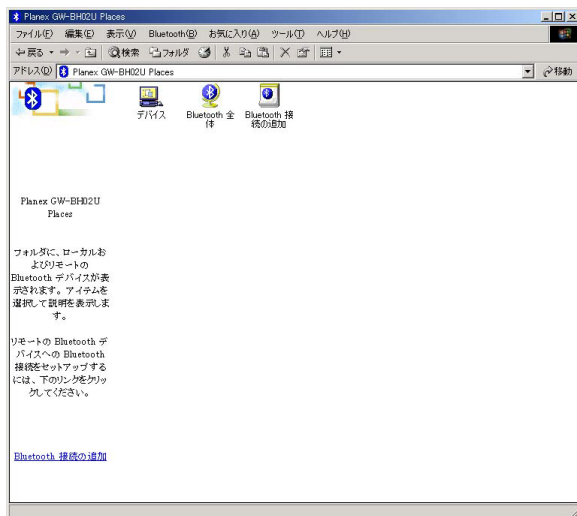 Planex GW-BH02U Places
ファイル(F) 編集(E) 表示(V) Bluetooth(B) お気に入り(A) ツール(T) ヘルプ(H)
戻る 検索 フォルダ
アドレス(D) Planex GW-BH02U Places 移動
デバイス
Bluetooth 全
体
Bluetooth 接
続の追加
Planex GW-BH02U
Places
フォルダに、ローカルお
よびリモートの
Bluetooth デバイスが表
示されます。アイテムを
選択して説明を表示しま
す。
リモートの Bluetooth デ
バイスへの Bluetooth
接続をセットアップする
には、下のリンクをクリッ
クしてください。
Bluetooth 接続の追加